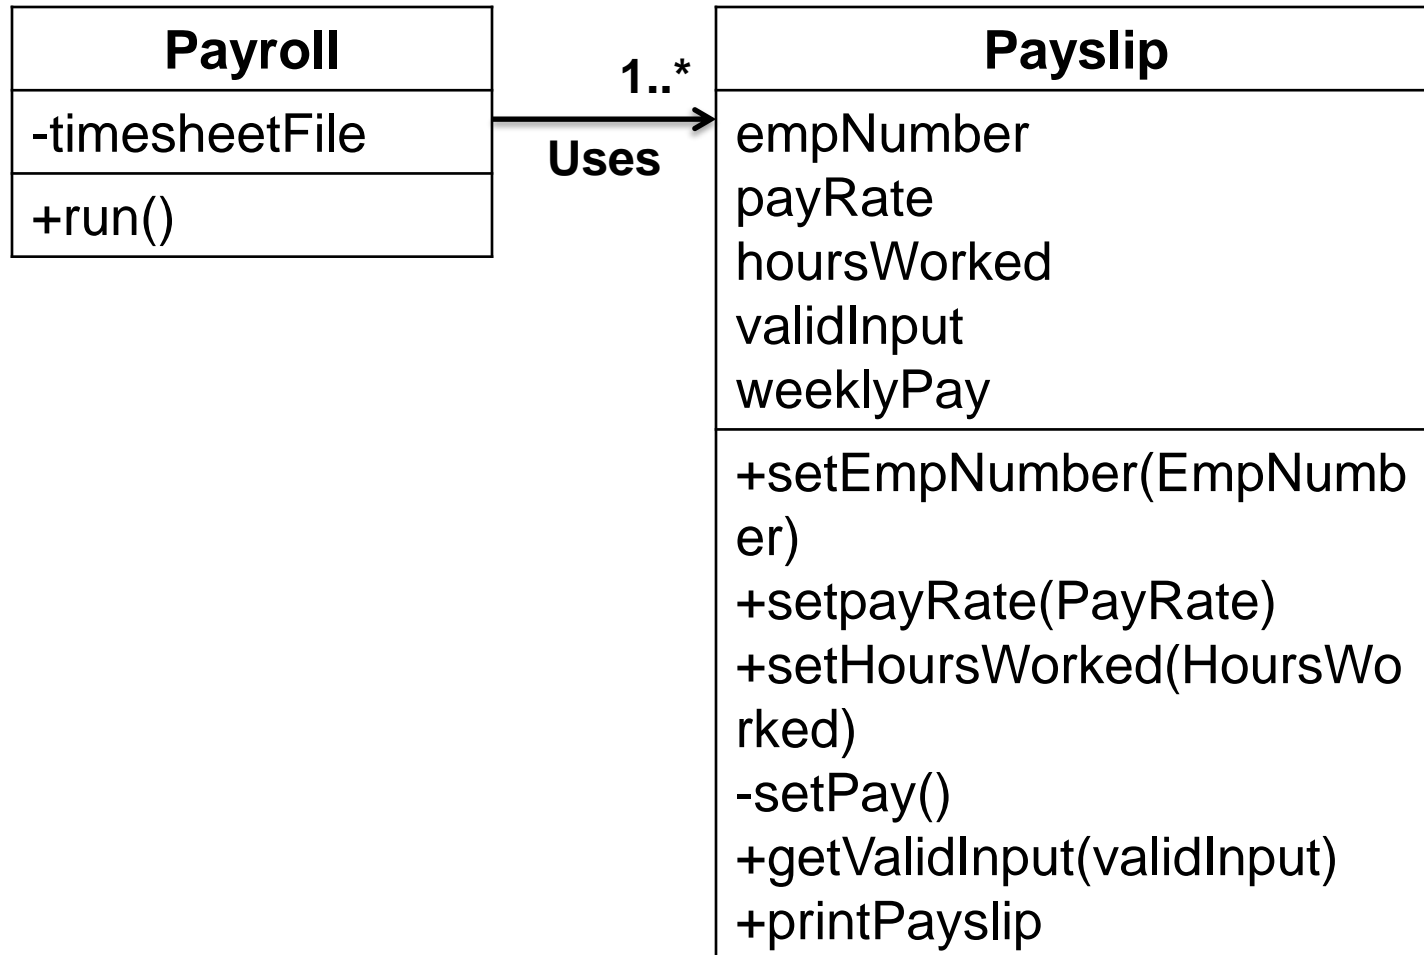 Payroll
-timesheetFile
+run()
1..*
Uses
Payslip
empNumber
payRate
hoursWorked
validInput
weeklyPay
+setEmpNumber(EmpNumb
er)
+setpayRate(PayRate)
+setHoursWorked(HoursWo
rked)
-setPay()
+getValidInput(validInput)
+printPayslip